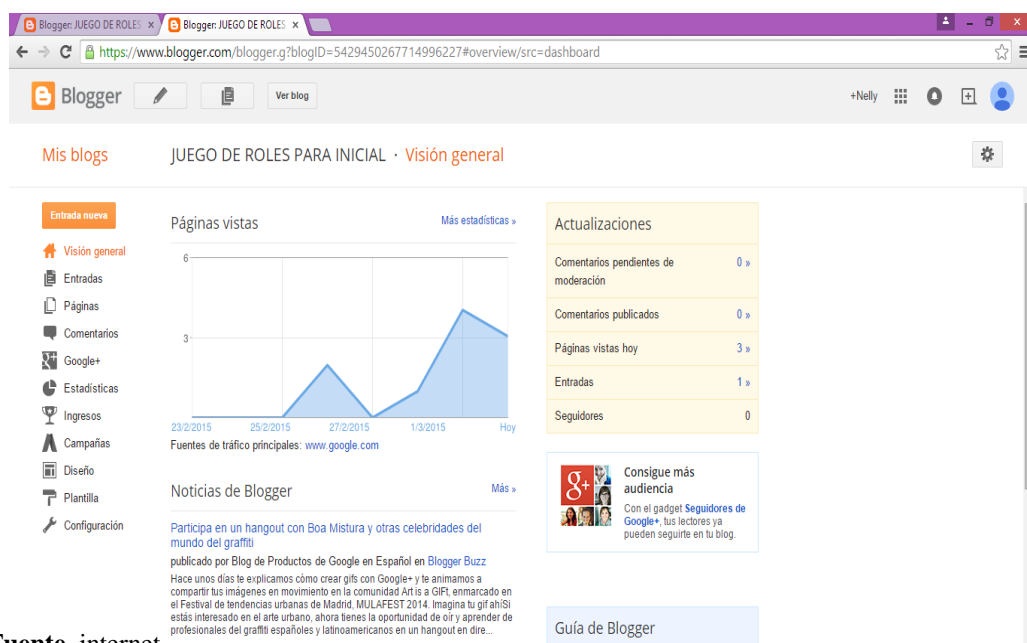 Blogger: JUEGO DE ROLES × Blogger: JUEGO DE ROLES ×
https://www.blogger.com/blogger.g?blogID=5429450267714996227#overview/src=dashboard
Blogger Ver blog +Nelly
Mis blogs JUEGO DE ROLES PARA INICIAL · Visión general
Entrada nueva
Visión general
Entradas
Páginas
Comentarios
Google+
Estadísticas
Ingresos
Campañas
Diseño
Plantilla
Configuración
Páginas vistas Más estadísticas »
6
3
23/2/2015 25/2/2015 27/2/2015 1/3/2015 Hoy
Fuentes de tráfico principales: www.google.com
Noticias de Blogger Más »
Participa en un hangout con Boa Mistura y otras celebridades del
mundo del graffiti
publicado por Blog de Productos de Google en Español en Blogger Buzz
Hace unos días te explicamos cómo crear gifs con Google+ y te animamos a
compartir tus imágenes en movimiento en la comunidad Art is a GIFt, enmarcado en
el Festival de tendencias urbanas de Madrid, MULAFEST 2014. Imagina tu gif ahíSi
estás interesado en el arte urbano, ahora tienes la oportunidad de oír y aprender de
profesionales del graffiti españoles y latinoamericanos en un hangout en dire...
Actualizaciones
Comentarios pendientes de
moderación 0 »
Comentarios publicados 0 »
Páginas vistas hoy 3 »
Entradas 1 »
Seguidores 0
Consigue más
audiencia
Con el gadget Seguidores de
Google+, tus lectores ya
pueden seguirte en tu blog.
Guía de Blogger
internet